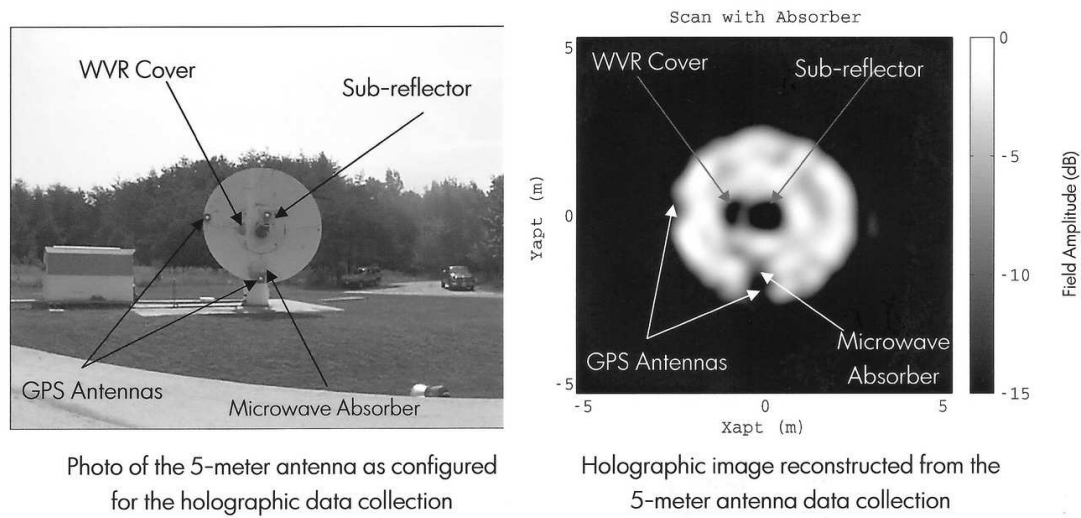 WVR Cover
Sub-reflector
GPS Antennas
Microwave Absorber
Photo of the 5-meter antenna as configured
for the holographic data collection
Scan with Absorber
WVR Cover
Sub-reflector
GPS Antennas
Microwave
Absorber
5
0
-5
Yapt (m)
-5
0
5
Xapt (m)
0
-5
-10
-15
Field Amplitude (dB)
Holographic image reconstructed from the
5-meter antenna data collection